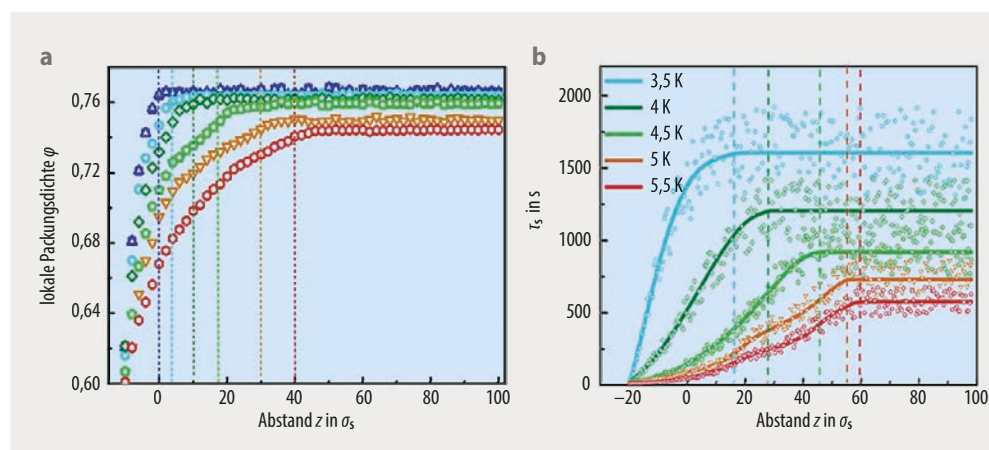 a
lokale Packungsdichte φ
0,76
0,72
0,68
0,64
0,60
0 20 40 60 80 100
Abstand z in σs
b
τs in s
2000
1500
1000
500
0
3,5 K
4 K
4,5 K
5 K
5,5 K
−20 0 20 40 60 80 100
Abstand z in σs